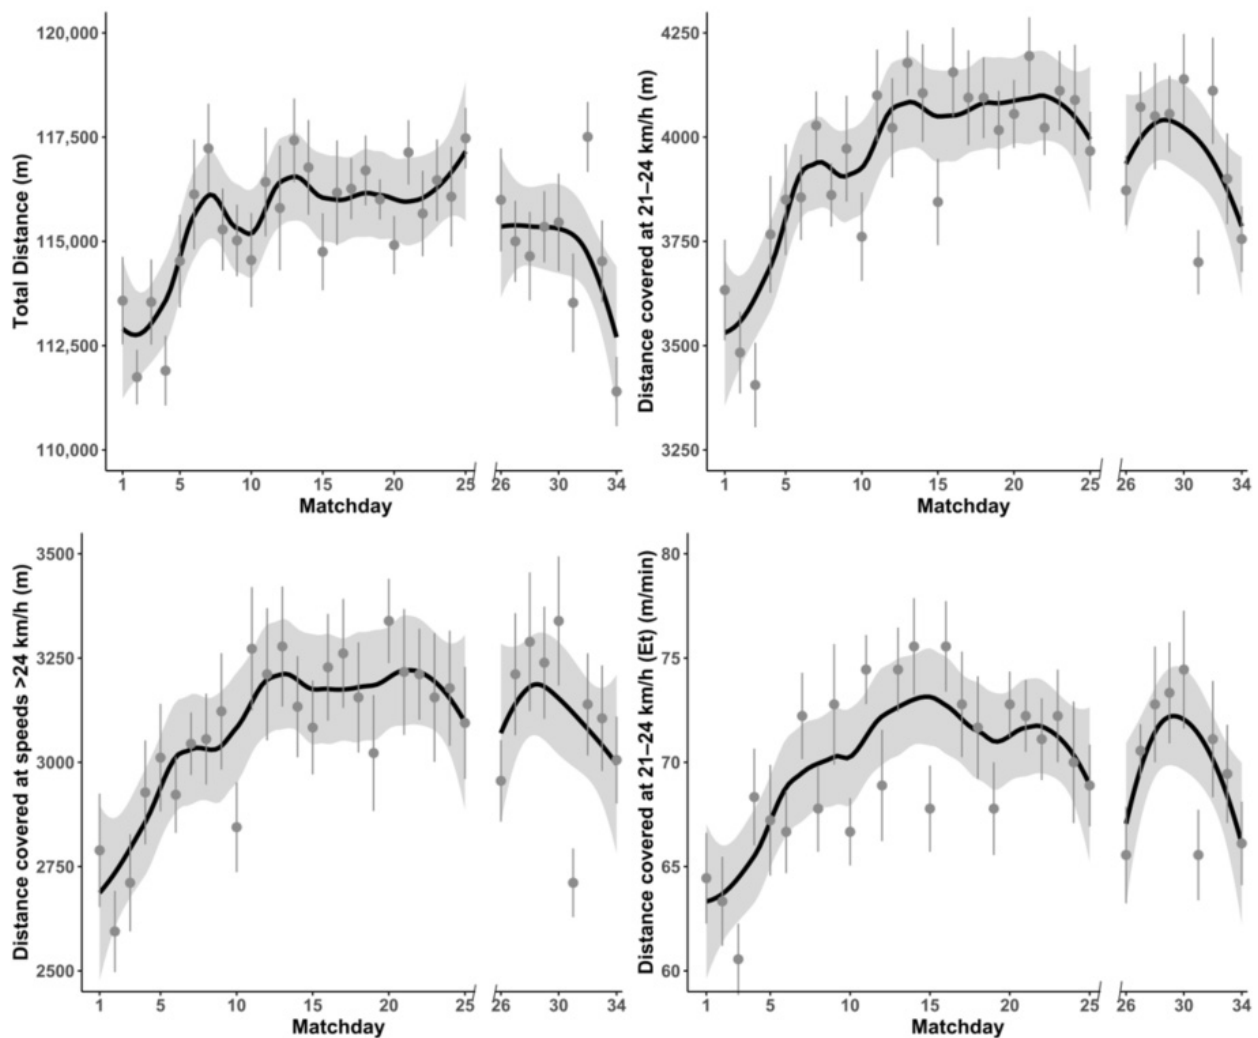 Total Distance (m)
120,000
117,500
115,000
112,500
110,000
1 5 10 15 20 25 26 30 34
Matchday
Distance covered at 21–24 km/h (m)
4250
4000
3750
3500
3250
1 5 10 15 20 25 26 30 34
Matchday
Distance covered at speeds >24 km/h (m)
3500
3250
3000
2750
2500
1 5 10 15 20 25 26 30 34
Matchday
Distance covered at 21–24 km/h (Et) (m/min)
80
75
70
65
60
1 5 10 15 20 25 26 30 34
Matchday